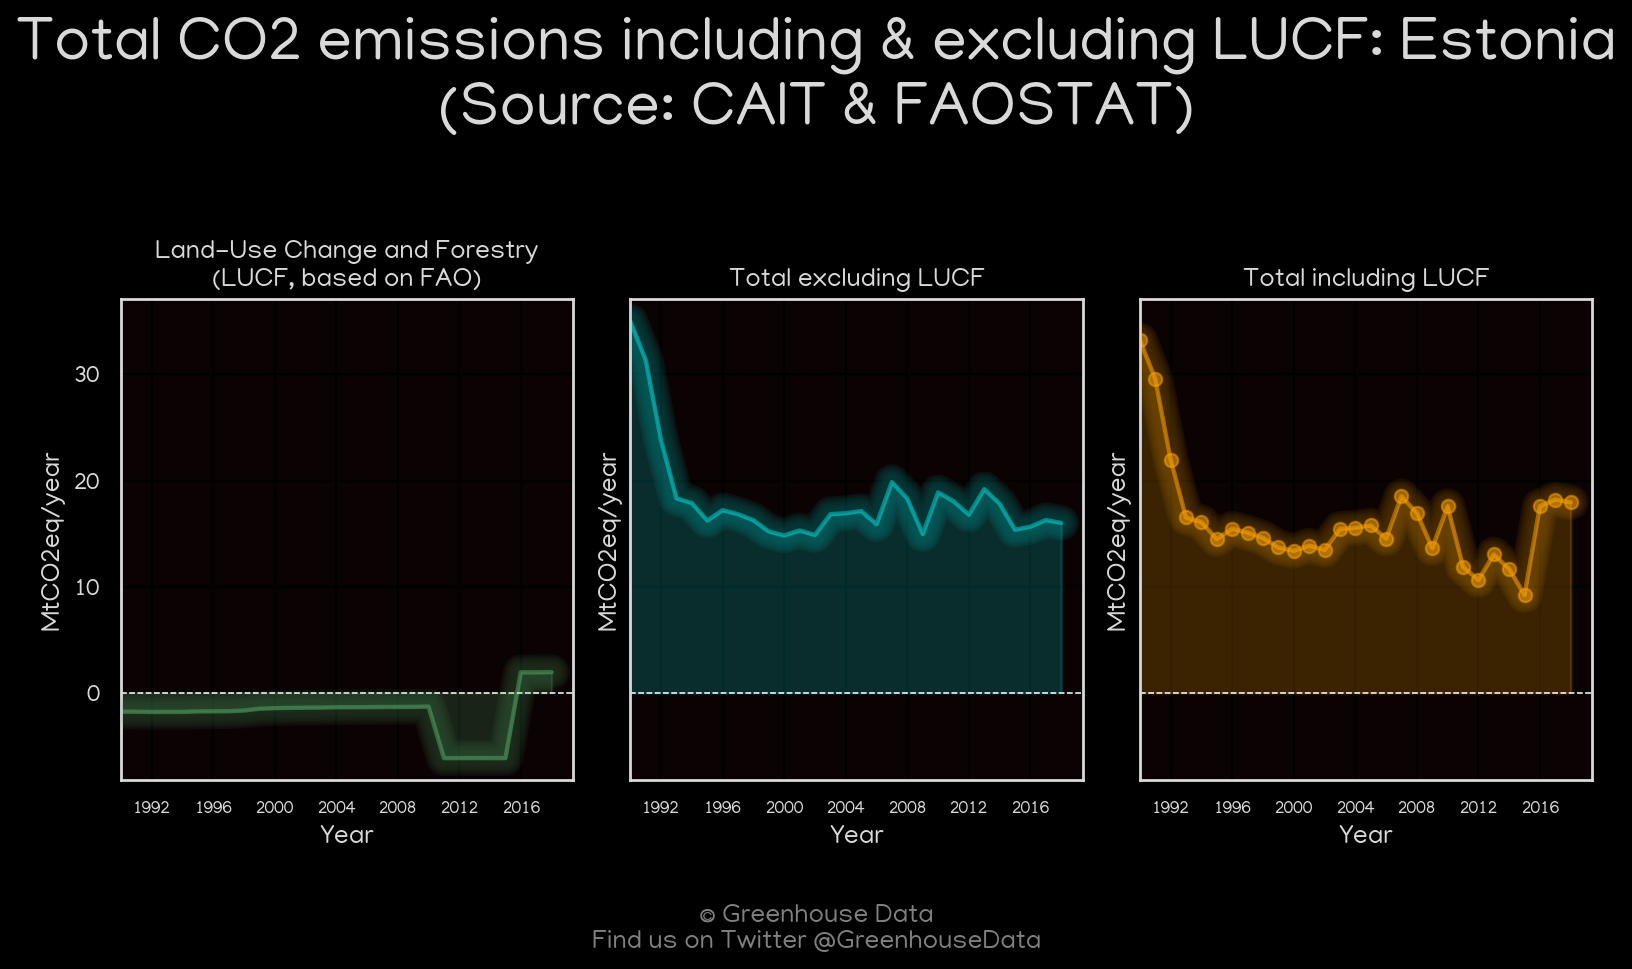 Total CO2 emissions including & excluding LUCF: Estonia
(Source: CAIT & FAOSTAT)
Land-Use Change and Forestry
(LUCF, based on FAO)
Total excluding LUCF
Total including LUCF
30
20
10
0
MtCO2eq/year
MtCO2eq/year
MtCO2eq/year
1992 1996 2000 2004 2008 2012 2016
1992 1996 2000 2004 2008 2012 2016
1992 1996 2000 2004 2008 2012 2016
Year
Year
Year
© Greenhouse Data
Find us on Twitter @GreenhouseData